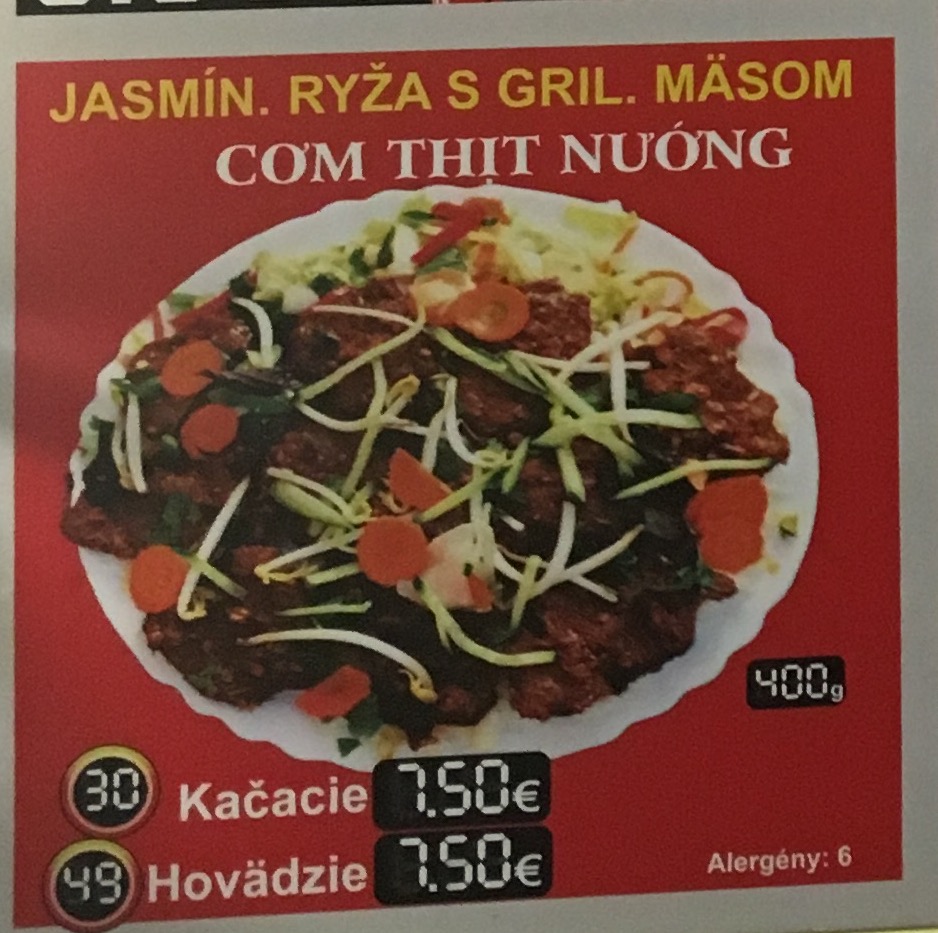 JASMÍN. RYŽA S GRIL. MÄSOM
CƠM THỊT NƯỚNG
400g
30 Kačacie 7.50€
49 Hovädzie 7.50€
Alergény: 6